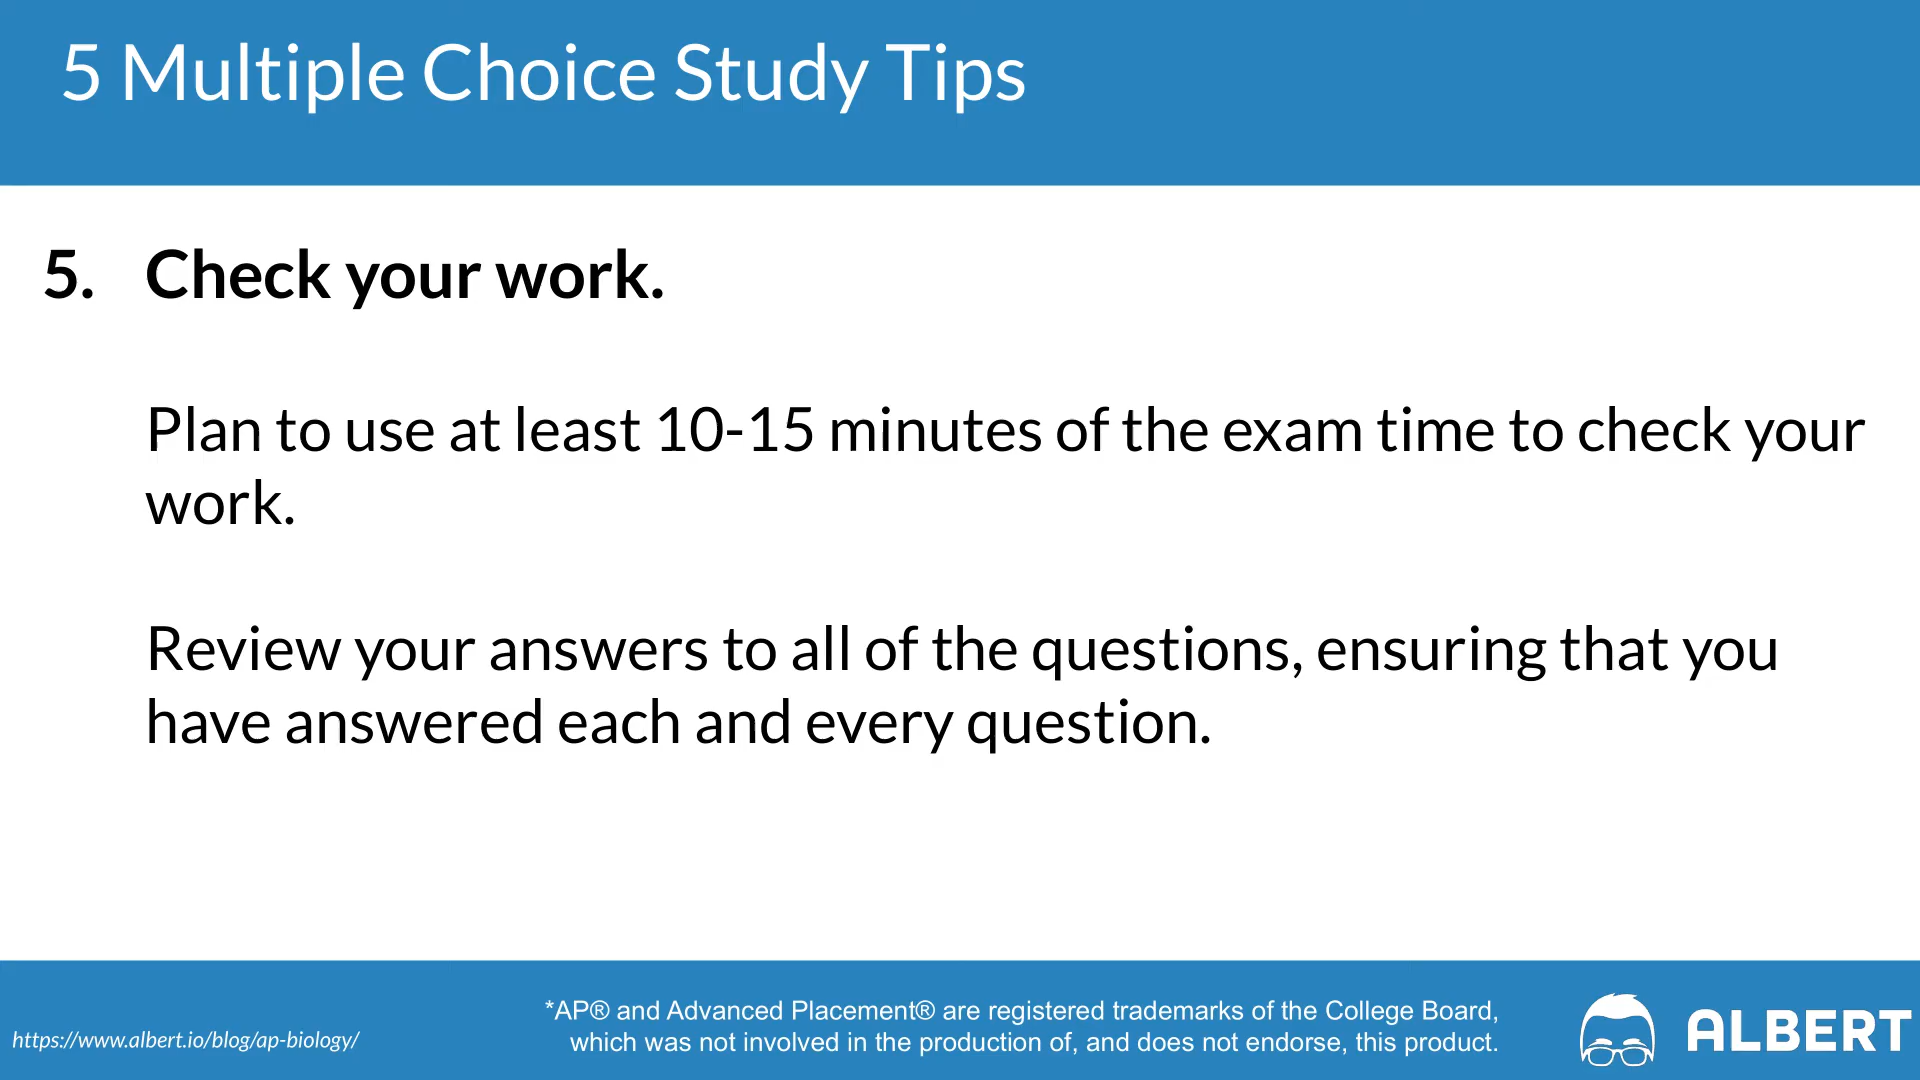 5 Multiple Choice Study Tips
5. Check your work.
Plan to use at least 10-15 minutes of the exam time to check your
work.
Review your answers to all of the questions, ensuring that you
have answered each and every question.
*AP® and Advanced Placement® are registered trademarks of the College Board,
which was not involved in the production of, and does not endorse, this product.
https://www.albert.io/blog/ap-biology/
ALBERT